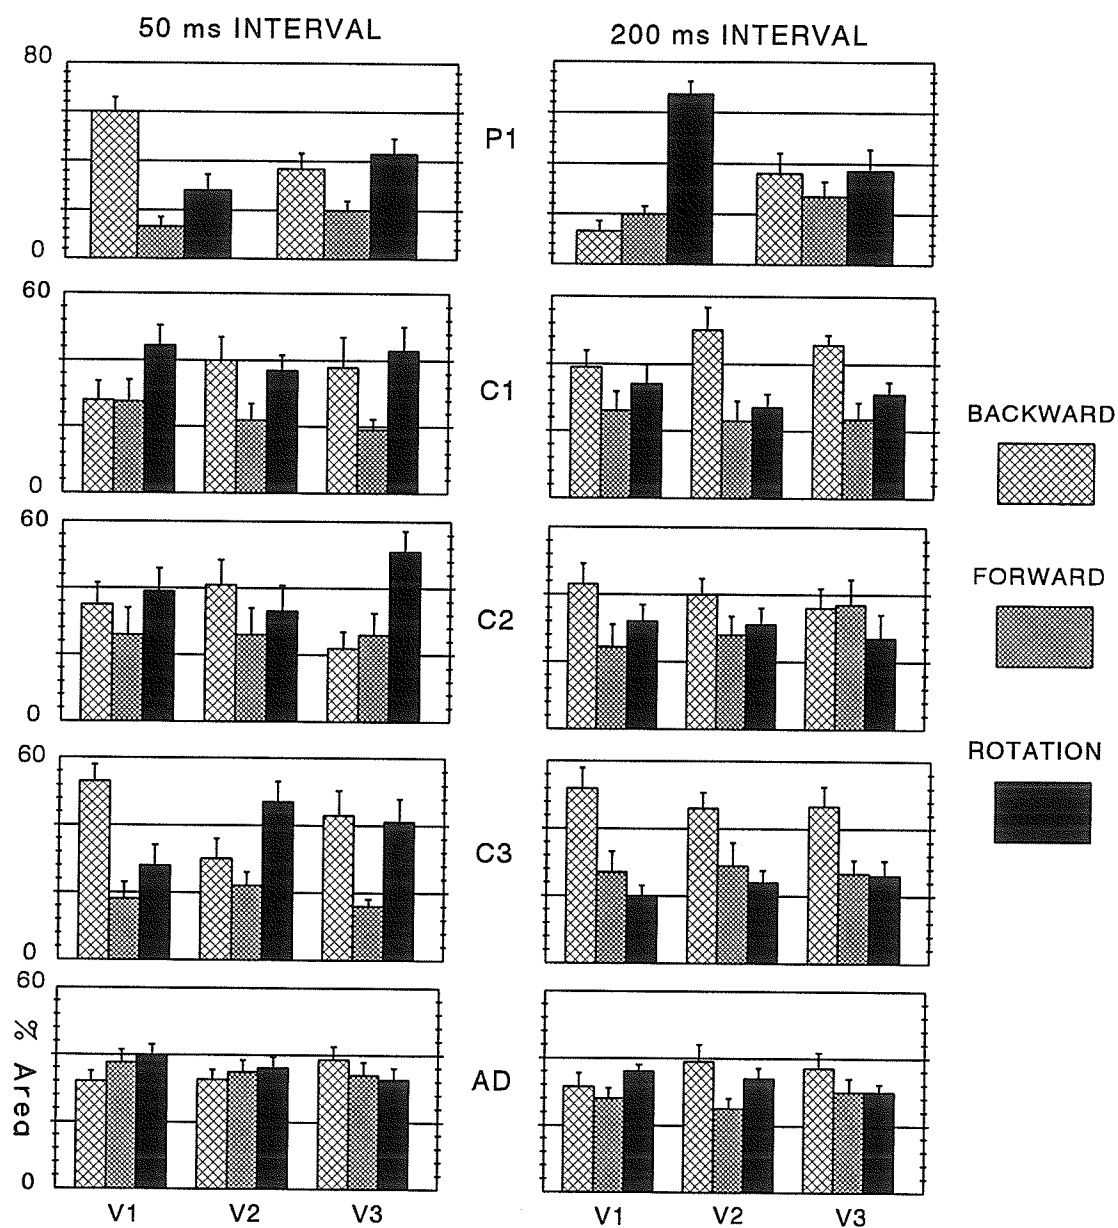 50 ms INTERVAL
200 ms INTERVAL
80
0
P1
60
0
C1
BACKWARD
60
0
C2
FORWARD
ROTATION
60
0
C3
60
0
% Area
AD
V1 V2 V3
V1 V2 V3